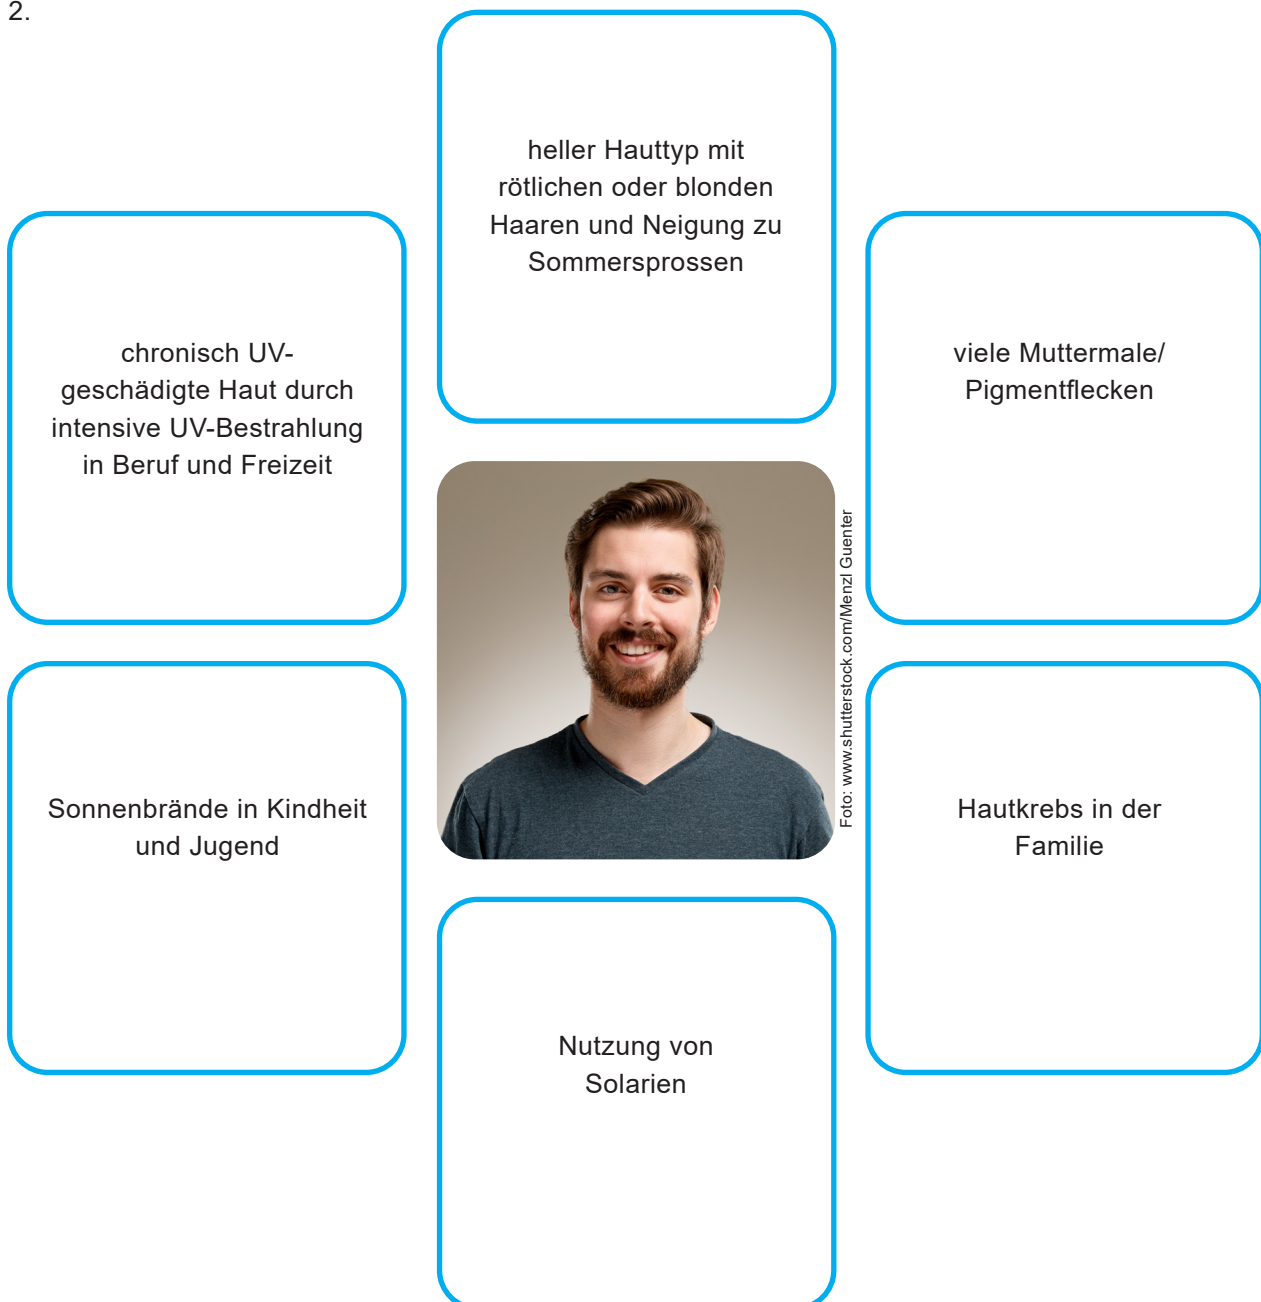 2.
heller Hauttyp mit
rötlichen oder blonden
Haaren und Neigung zu
Sommersprossen
chronisch UV-
geschädigte Haut durch
intensive UV-Bestrahlung
in Beruf und Freizeit
viele Muttermale/
Pigmentflecken
Foto: www.shutterstock.com/Menzl Guenter
Sonnenbrände in Kindheit
und Jugend
Hautkrebs in der
Familie
Nutzung von
Solarien